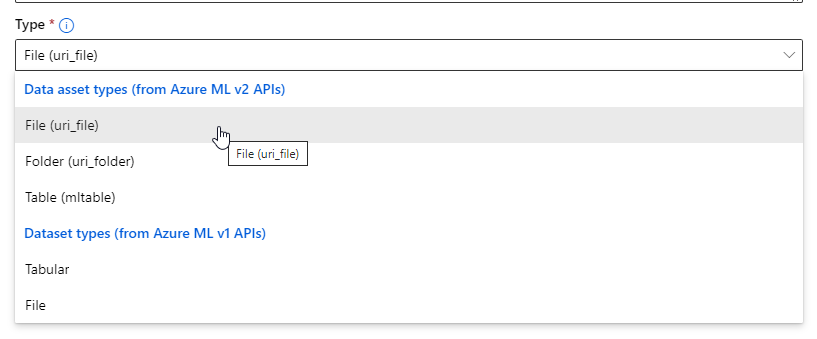 Type * ⓘ
File (uri_file)
Data asset types (from Azure ML v2 APIs)
File (uri_file)
File (uri_file)
Folder (uri_folder)
Table (mltable)
Dataset types (from Azure ML v1 APIs)
Tabular
File